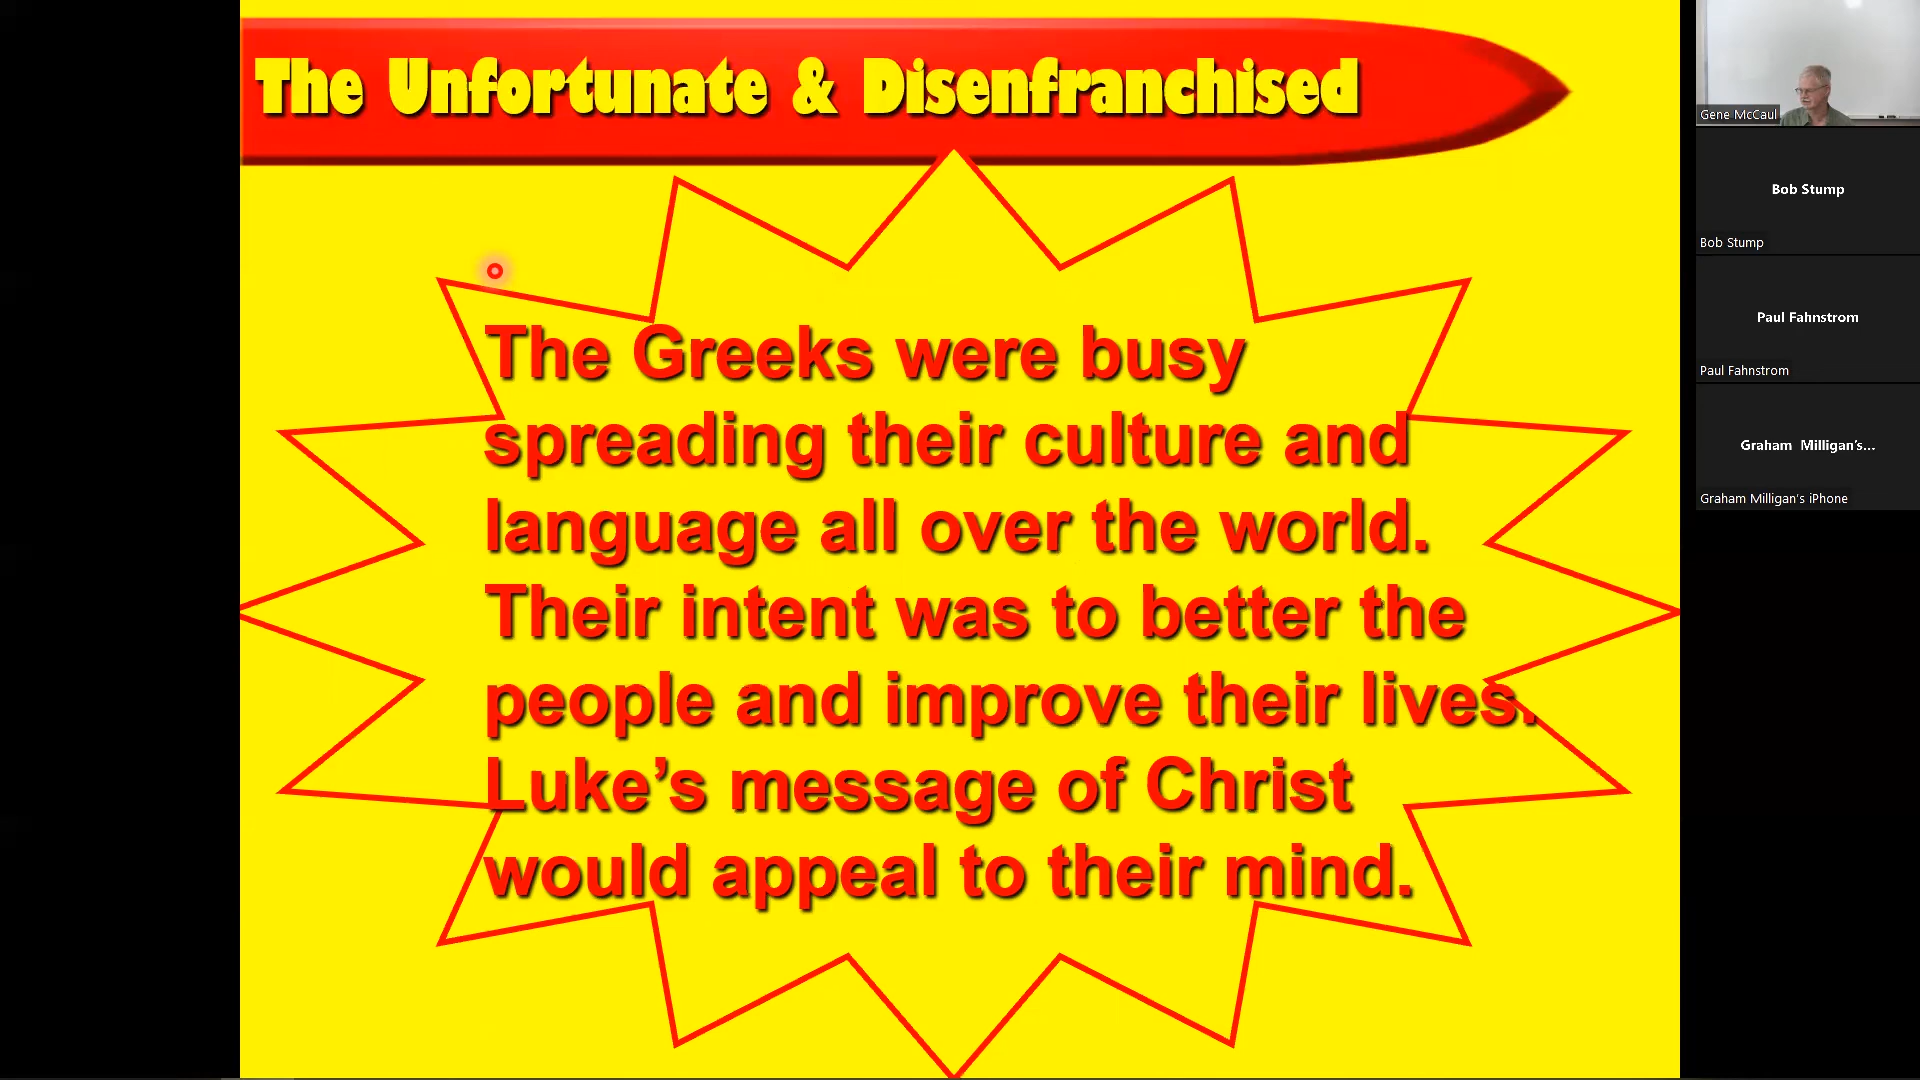 The Unfortunate & Disenfranchised
The Greeks were busy
spreading their culture and
language all over the world.
Their intent was to better the
people and improve their lives.
Luke’s message of Christ
would appeal to their mind.
Gene McCaul
Bob Stump
Bob Stump
Paul Fahnstrom
Paul Fahnstrom
Graham Milligan's...
Graham Milligan's iPhone